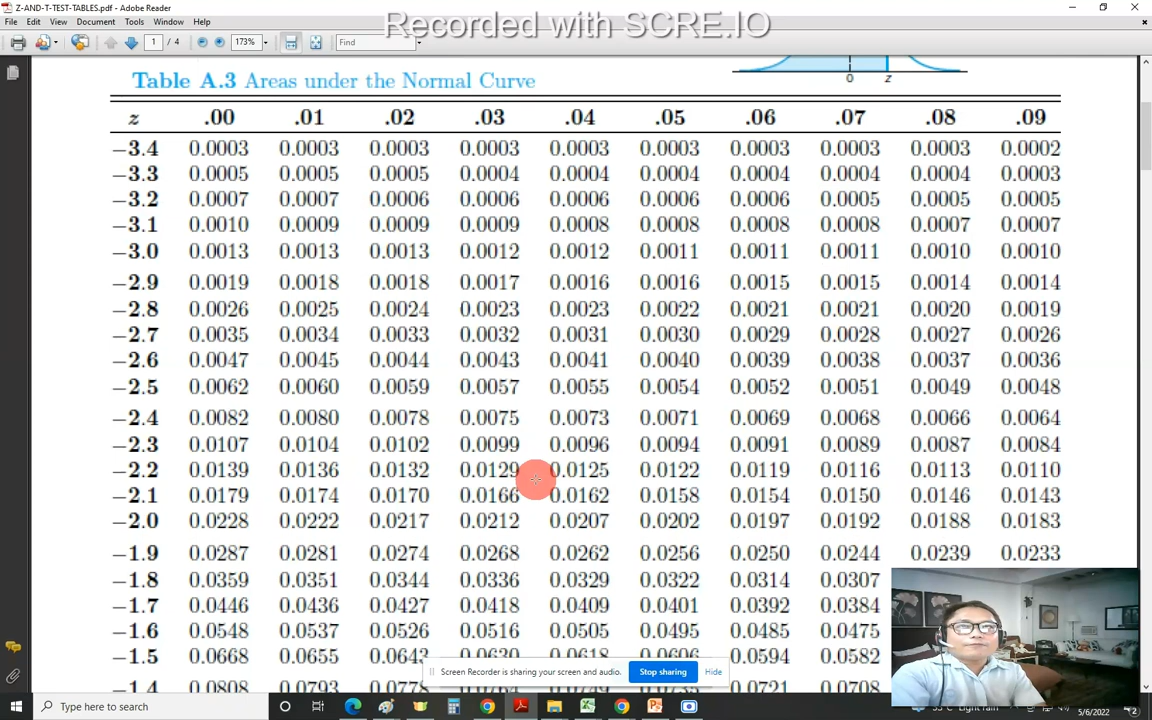 Z-AND-T-TEST-TABLES.pdf - Adobe Reader
File Edit View Document Tools Window Help
Recorded with SCRE.IO
1 / 4 173% Find
0 z
Table A.3 Areas under the Normal Curve
z .00 .01 .02 .03 .04 .05 .06 .07 .08 .09
−3.4 0.0003 0.0003 0.0003 0.0003 0.0003 0.0003 0.0003 0.0003 0.0003 0.0002
−3.3 0.0005 0.0005 0.0005 0.0004 0.0004 0.0004 0.0004 0.0004 0.0004 0.0003
−3.2 0.0007 0.0007 0.0006 0.0006 0.0006 0.0006 0.0006 0.0005 0.0005 0.0005
−3.1 0.0010 0.0009 0.0009 0.0009 0.0008 0.0008 0.0008 0.0008 0.0007 0.0007
−3.0 0.0013 0.0013 0.0013 0.0012 0.0012 0.0011 0.0011 0.0011 0.0010 0.0010
−2.9 0.0019 0.0018 0.0018 0.0017 0.0016 0.0016 0.0015 0.0015 0.0014 0.0014
−2.8 0.0026 0.0025 0.0024 0.0023 0.0023 0.0022 0.0021 0.0021 0.0020 0.0019
−2.7 0.0035 0.0034 0.0033 0.0032 0.0031 0.0030 0.0029 0.0028 0.0027 0.0026
−2.6 0.0047 0.0045 0.0044 0.0043 0.0041 0.0040 0.0039 0.0038 0.0037 0.0036
−2.5 0.0062 0.0060 0.0059 0.0057 0.0055 0.0054 0.0052 0.0051 0.0049 0.0048
−2.4 0.0082 0.0080 0.0078 0.0075 0.0073 0.0071 0.0069 0.0068 0.0066 0.0064
−2.3 0.0107 0.0104 0.0102 0.0099 0.0096 0.0094 0.0091 0.0089 0.0087 0.0084
−2.2 0.0139 0.0136 0.0132 0.0129 0.0125 0.0122 0.0119 0.0116 0.0113 0.0110
−2.1 0.0179 0.0174 0.0170 0.0166 0.0162 0.0158 0.0154 0.0150 0.0146 0.0143
−2.0 0.0228 0.0222 0.0217 0.0212 0.0207 0.0202 0.0197 0.0192 0.0188 0.0183
−1.9 0.0287 0.0281 0.0274 0.0268 0.0262 0.0256 0.0250 0.0244 0.0239 0.0233
−1.8 0.0359 0.0351 0.0344 0.0336 0.0329 0.0322 0.0314 0.0307
−1.7 0.0446 0.0436 0.0427 0.0418 0.0409 0.0401 0.0392 0.0384
−1.6 0.0548 0.0537 0.0526 0.0516 0.0505 0.0495 0.0485 0.0475
−1.5 0.0668 0.0655 0.0643 0.0630 0.0618 0.0606 0.0594 0.0582
−1.4 0.0808 0.0793 0.0778 0.0721 0.0708
Screen Recorder is sharing your screen and audio. Stop sharing Hide
Type here to search
Light rain
5/6/2022